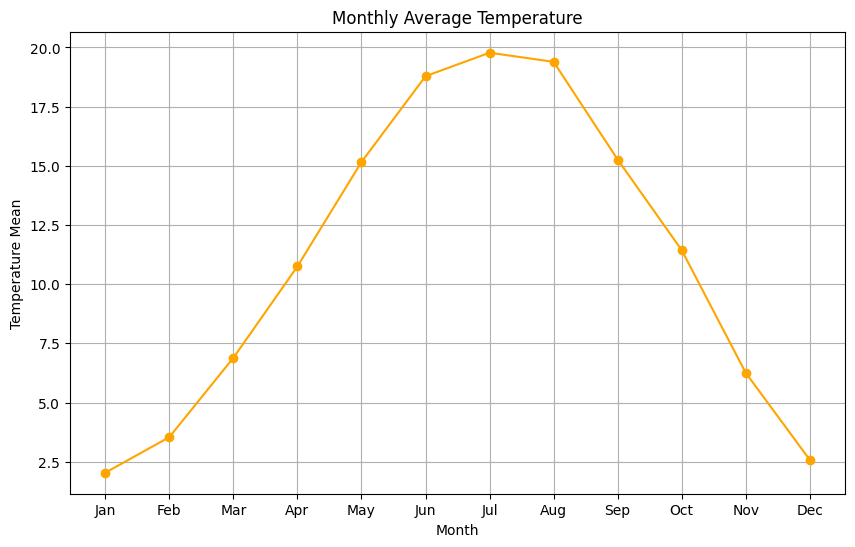 Monthly Average Temperature
Temperature Mean
20.0
17.5
15.0
12.5
10.0
7.5
5.0
2.5
Jan Feb Mar Apr May Jun Jul Aug Sep Oct Nov Dec
Month